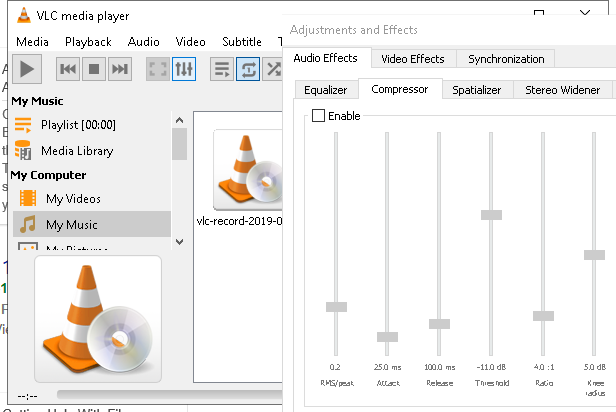 VLC media player
Media Playback Audio Video Subtitle
My Music
Playlist [00:00]
Media Library
My Computer
My Videos
My Music
My Pictures
vlc-record-2019-0
--:--
Adjustments and Effects
Audio Effects Video Effects Synchronization
Equalizer Compressor Spatializer Stereo Widener
Enable
0.2 25.0 ms 100.0 ms -11.0 dB 4.0 :1 5.0 dB
RMS/peak Attack Release Threshold Ratio Knee
radius